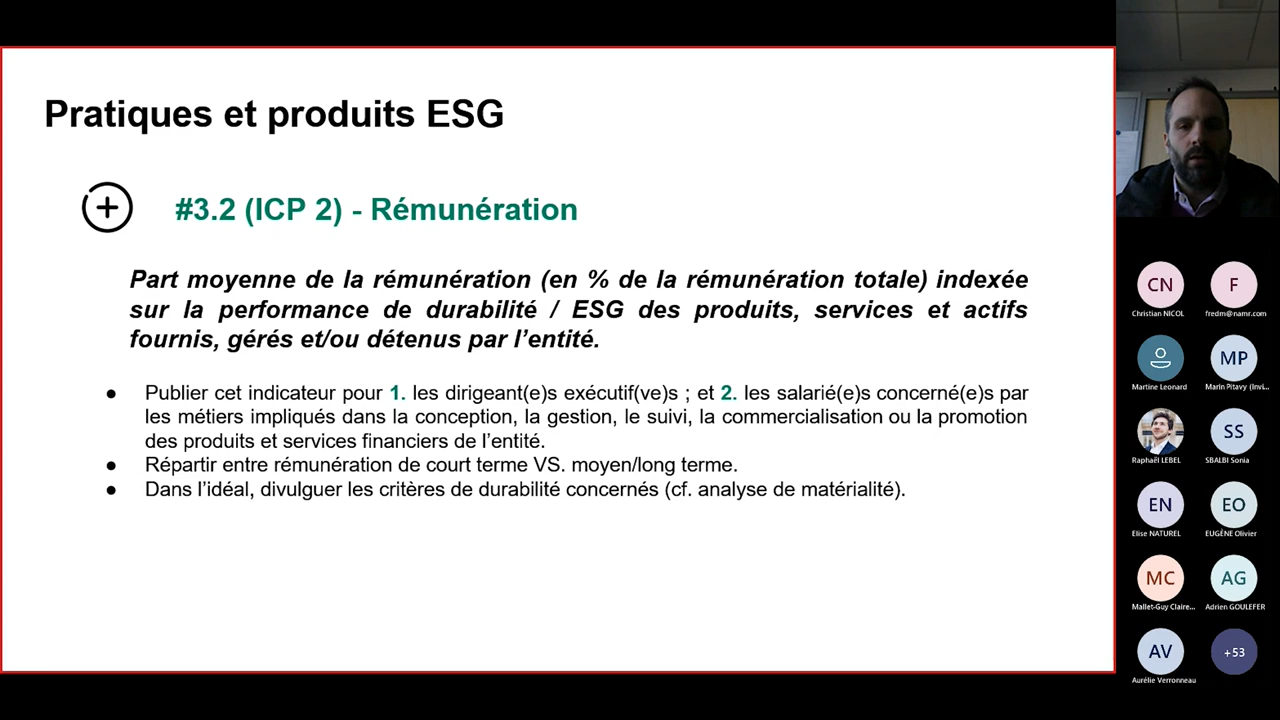 Pratiques et produits ESG
#3.2 (ICP 2) - Rémunération
Part moyenne de la rémunération (en % de la rémunération totale) indexée
sur la performance de durabilité / ESG des produits, services et actifs
fournis, gérés et/ou détenus par l’entité.
● Publier cet indicateur pour 1. les dirigeant(e)s exécutif(ve)s ; et 2. les salarié(e)s concerné(e)s par
les métiers impliqués dans la conception, la gestion, le suivi, la commercialisation ou la promotion
des produits et services financiers de l’entité.
● Répartir entre rémunération de court terme VS. moyen/long terme.
● Dans l’idéal, divulguer les critères de durabilité concernés (cf. analyse de matérialité).
CN
Christian NICOL
F
fredm@namr.com
Martine Leonard
MP
Marin Pitavy (Invi...
Raphaël LEBEL
SS
SBALBI Sonia
EN
Elise NATUREL
EO
EUGÈNE Olivier
MC
Mallet-Guy Claire...
AG
Adrien GOULEFER
AV
Aurélie Verronneau
+53